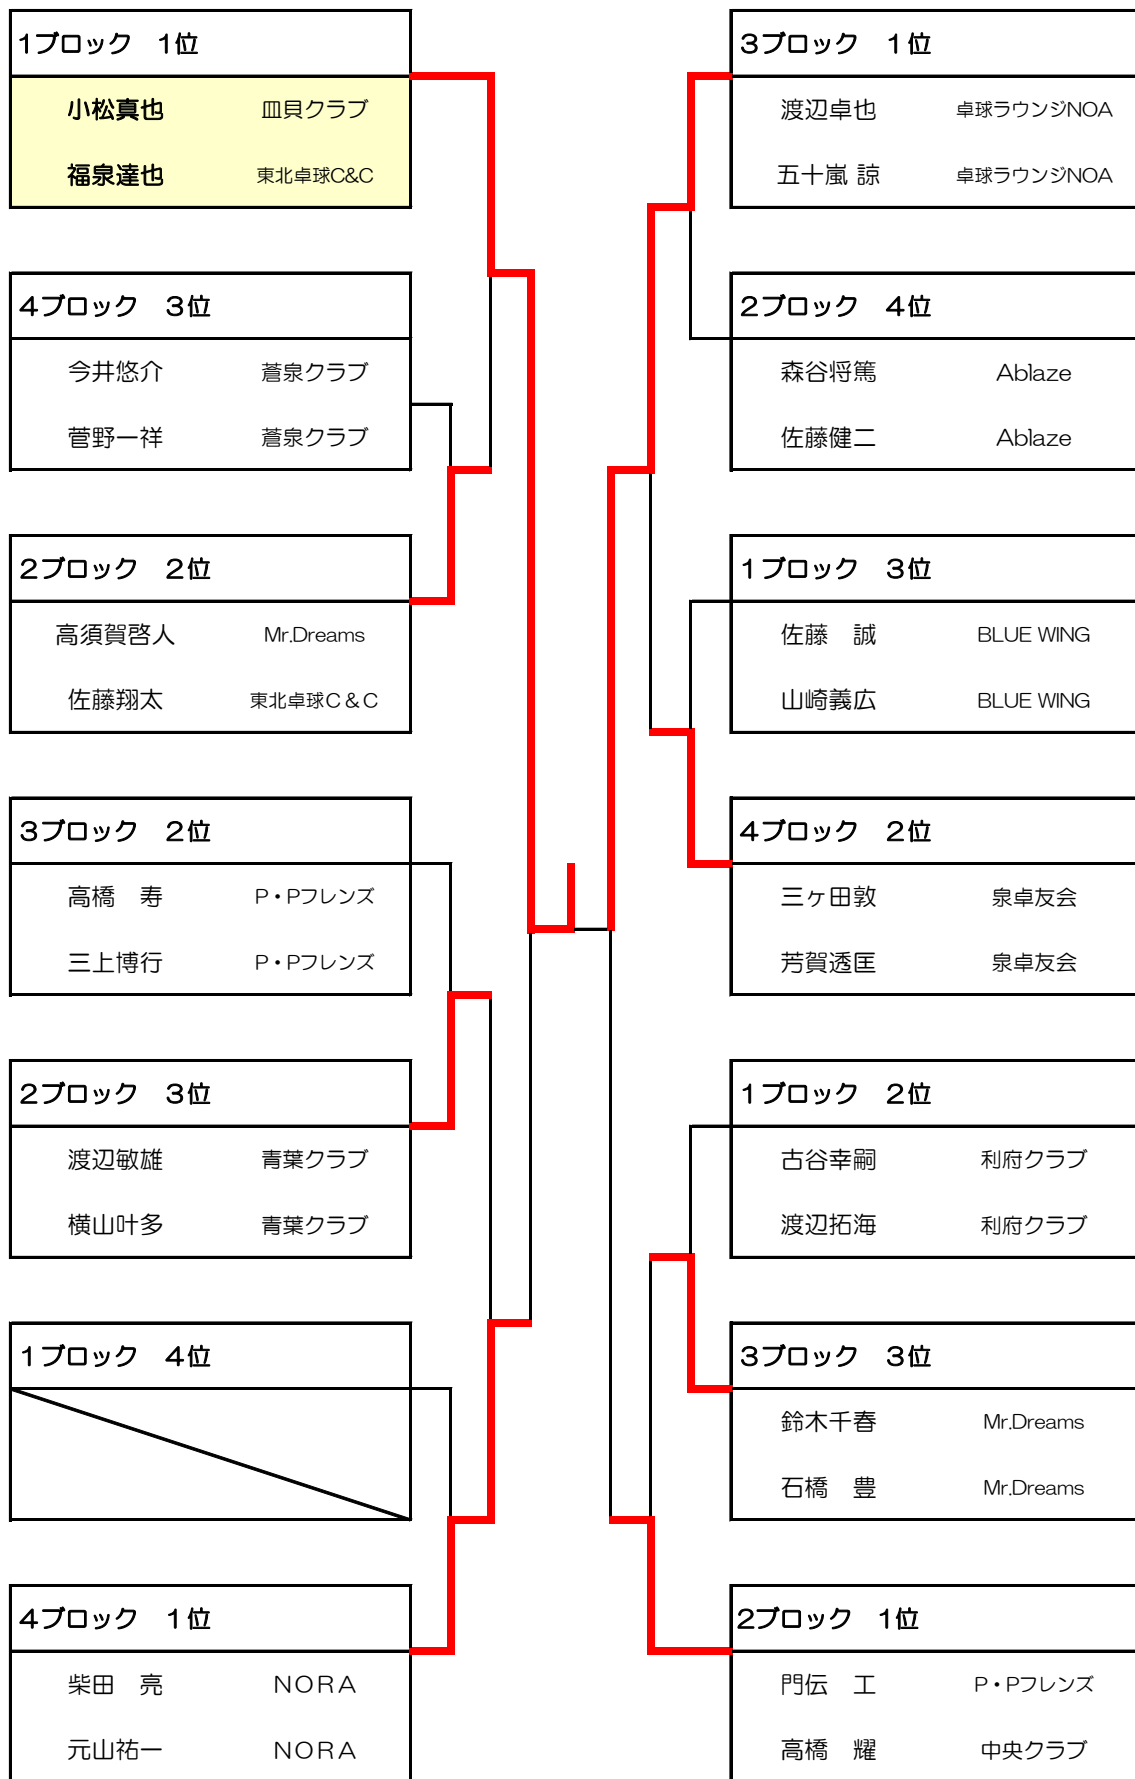 1ブロック　1位
小松真也　皿貝クラブ
福泉達也　東北卓球C&C
4ブロック　3位
今井悠介　蒼泉クラブ
菅野一祥　蒼泉クラブ
2ブロック　2位
高須賀啓人　Mr.Dreams
佐藤翔太　東北卓球C＆C
3ブロック　2位
高橋　寿　P・Pフレンズ
三上博行　P・Pフレンズ
2ブロック　3位
渡辺敏雄　青葉クラブ
横山叶多　青葉クラブ
1ブロック　4位
4ブロック　1位
柴田　亮　NORA
元山祐一　NORA
3ブロック　1位
渡辺卓也　卓球ラウンジNOA
五十嵐 諒　卓球ラウンジNOA
2ブロック　4位
森谷将篤　Ablaze
佐藤健二　Ablaze
1ブロック　3位
佐藤　誠　BLUE WING
山崎義広　BLUE WING
4ブロック　2位
三ヶ田敦　泉卓友会
芳賀透匡　泉卓友会
1ブロック　2位
古谷幸嗣　利府クラブ
渡辺拓海　利府クラブ
3ブロック　3位
鈴木千春　Mr.Dreams
石橋　豊　Mr.Dreams
2ブロック　1位
門伝　工　P・Pフレンズ
高橋　耀　中央クラブ